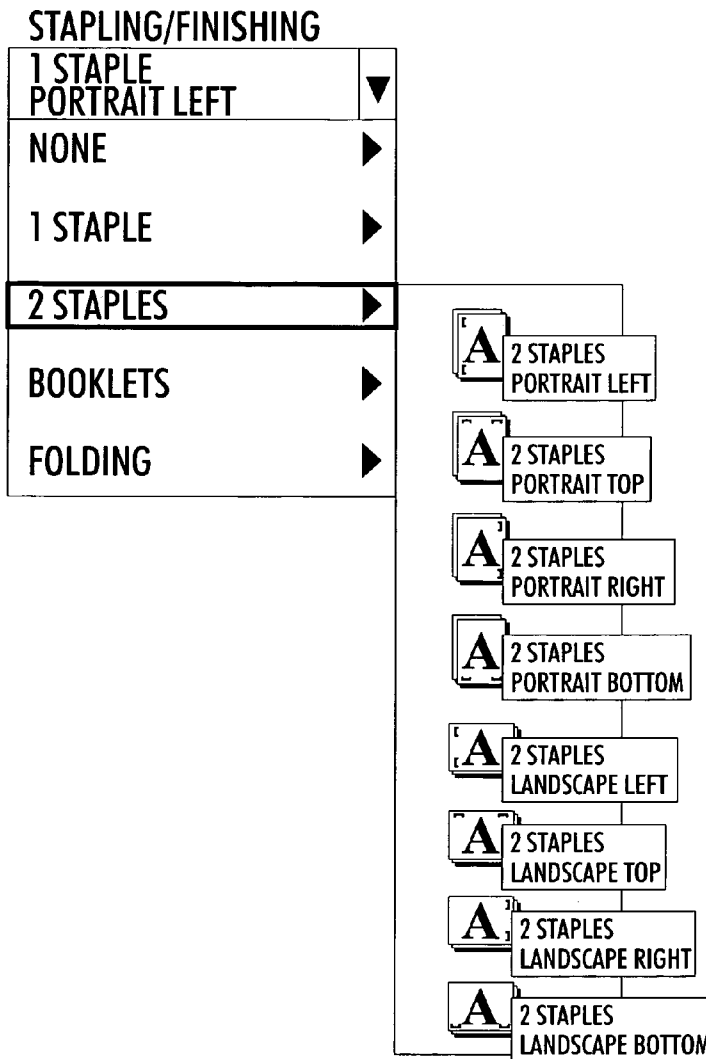 STAPLING/FINISHING
1 STAPLE
PORTRAIT LEFT
NONE
1 STAPLE
2 STAPLES
BOOKLETS
FOLDING
A
2 STAPLES
PORTRAIT LEFT
A
2 STAPLES
PORTRAIT TOP
A
2 STAPLES
PORTRAIT RIGHT
A
2 STAPLES
PORTRAIT BOTTOM
A
2 STAPLES
LANDSCAPE LEFT
A
2 STAPLES
LANDSCAPE TOP
A
2 STAPLES
LANDSCAPE RIGHT
A
2 STAPLES
LANDSCAPE BOTTOM